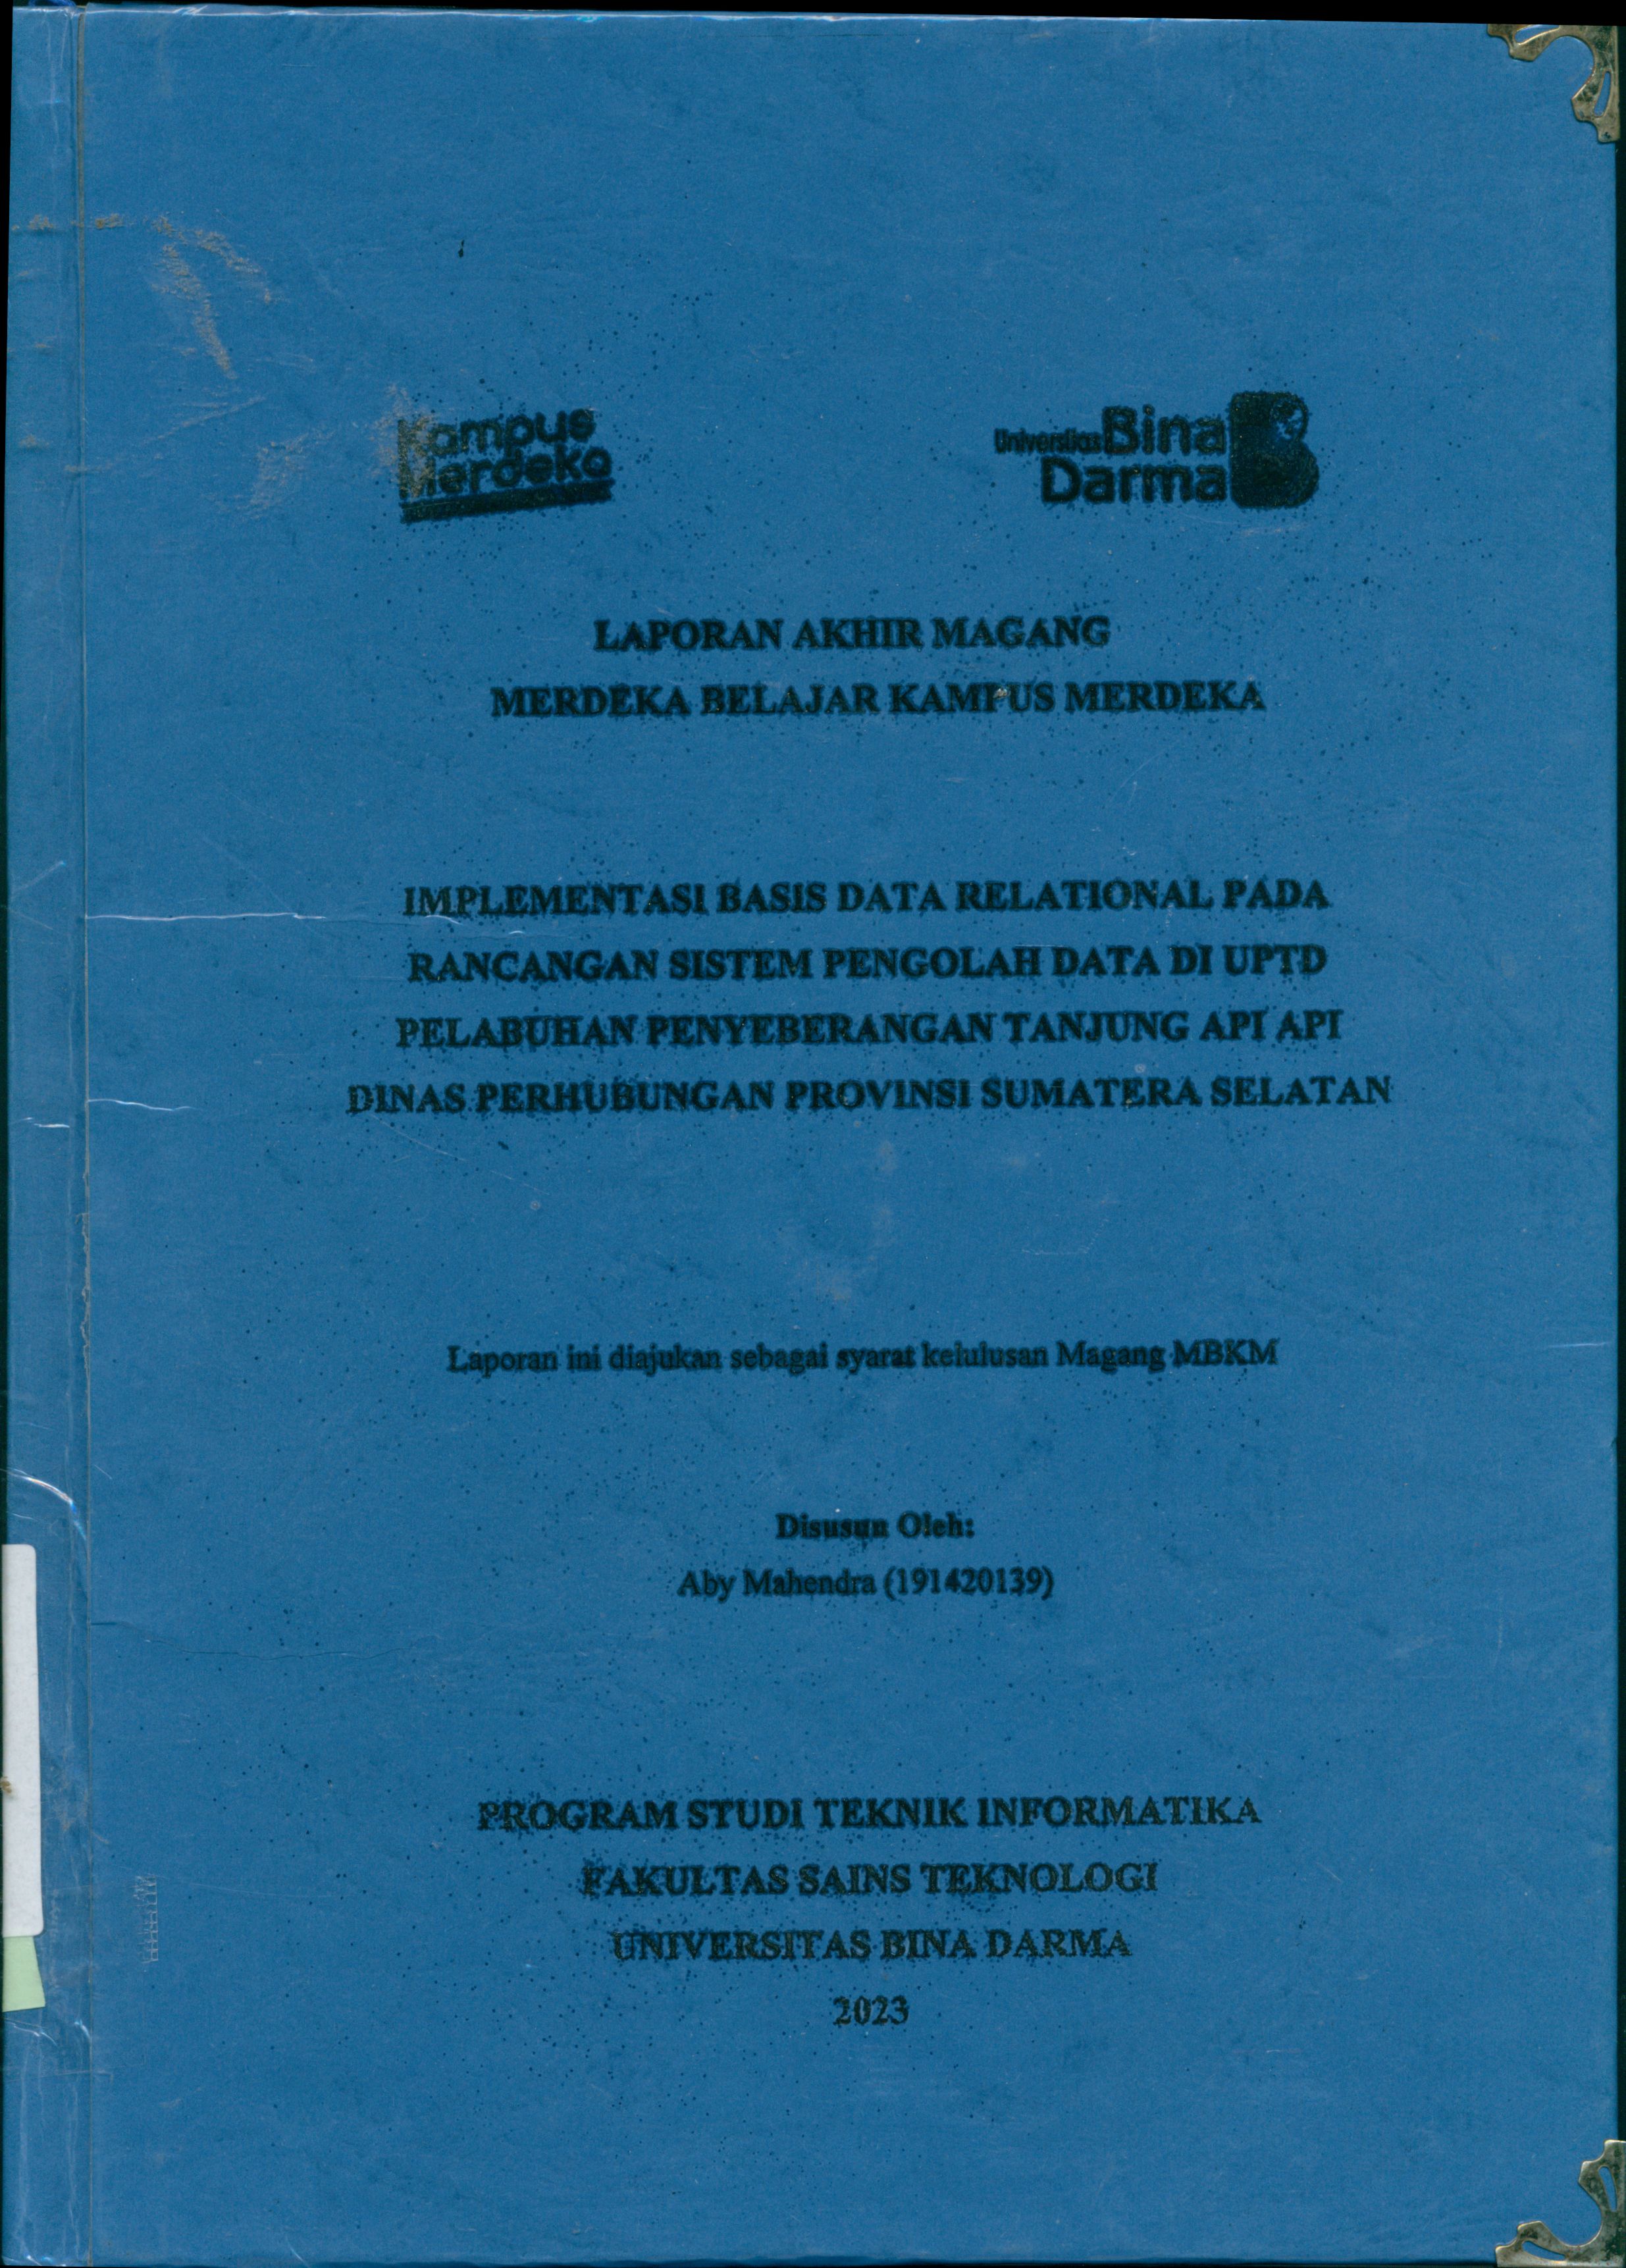 Kampus
Merdeka
Universitas Bina
Darma
LAPORAN AKHIR MAGANG
MERDEKA BELAJAR KAMPUS MERDEKA
IMPLEMENTASI BASIS DATA RELATIONAL PADA
RANCANGAN SISTEM PENGOLAH DATA DI UPTD
PELABUHAN PENYEBERANGAN TANJUNG API API
DINAS PERHUBUNGAN PROVINSI SUMATERA SELATAN
Laporan ini diajukan sebagai syarat kelulusan Magang MBKM
Disusun Oleh:
Aby Mahendra (191420139)
PROGRAM STUDI TEKNIK INFORMATIKA
FAKULTAS SAINS TEKNOLOGI
UNIVERSITAS BINA DARMA
2023